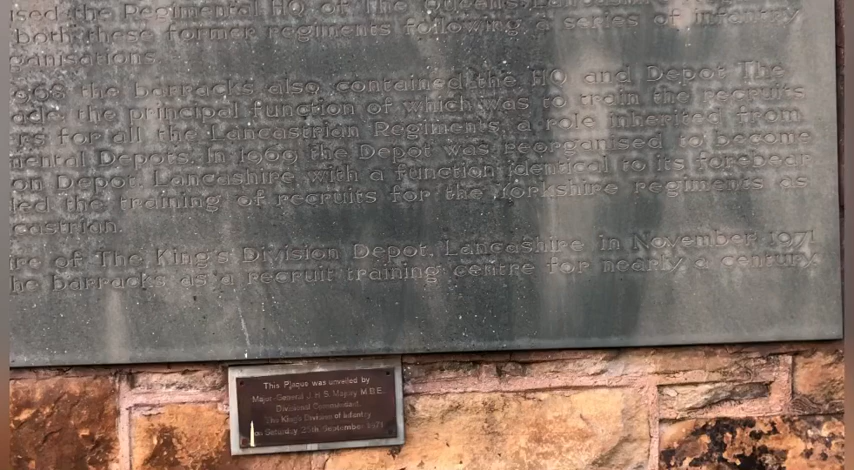 ised the Regimental HQ of The Queens Lancashire
both these former regiments following a series of infantry
ganisations.
968 the barracks also contained the HQ and Depot The
ade: the principal function of which was to train the recruits
rs for all the Lancastrian Regiments, a role inherited from
mental Depots. In 1969 the Depot was reorganised to become
on Depot, Lancashire with a function identical to its forebear
led the training of recruits for the Yorkshire regiments as
castrian.
re of The King's Division Depot, Lancashire in November 1971
he barracks as a recruit training centre for nearly a century.
This Plaque was unveiled by
Major-General J.H.S. M.B.E.,
Divisional Commander,
The King's Division of Infantry
on Saturday 25th September 1971